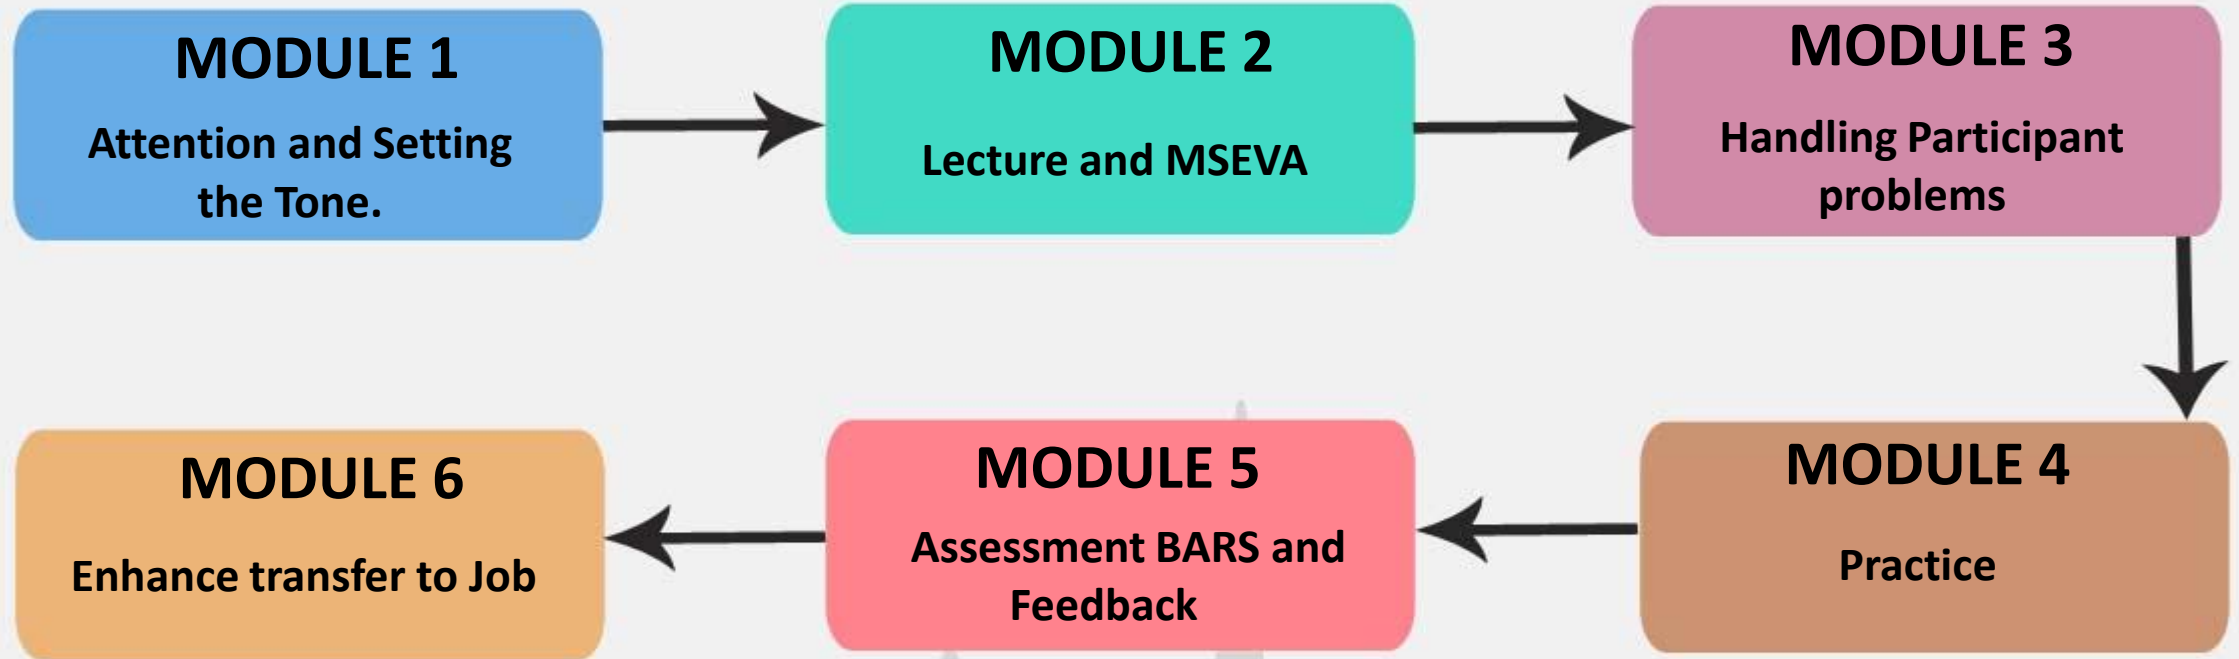 MODULE 1
Attention and Setting
the Tone.
MODULE 2
Lecture and MSEVA
MODULE 3
Handling Participant
problems
MODULE 4
Practice
MODULE 5
Assessment BARS and
Feedback
MODULE 6
Enhance transfer to Job